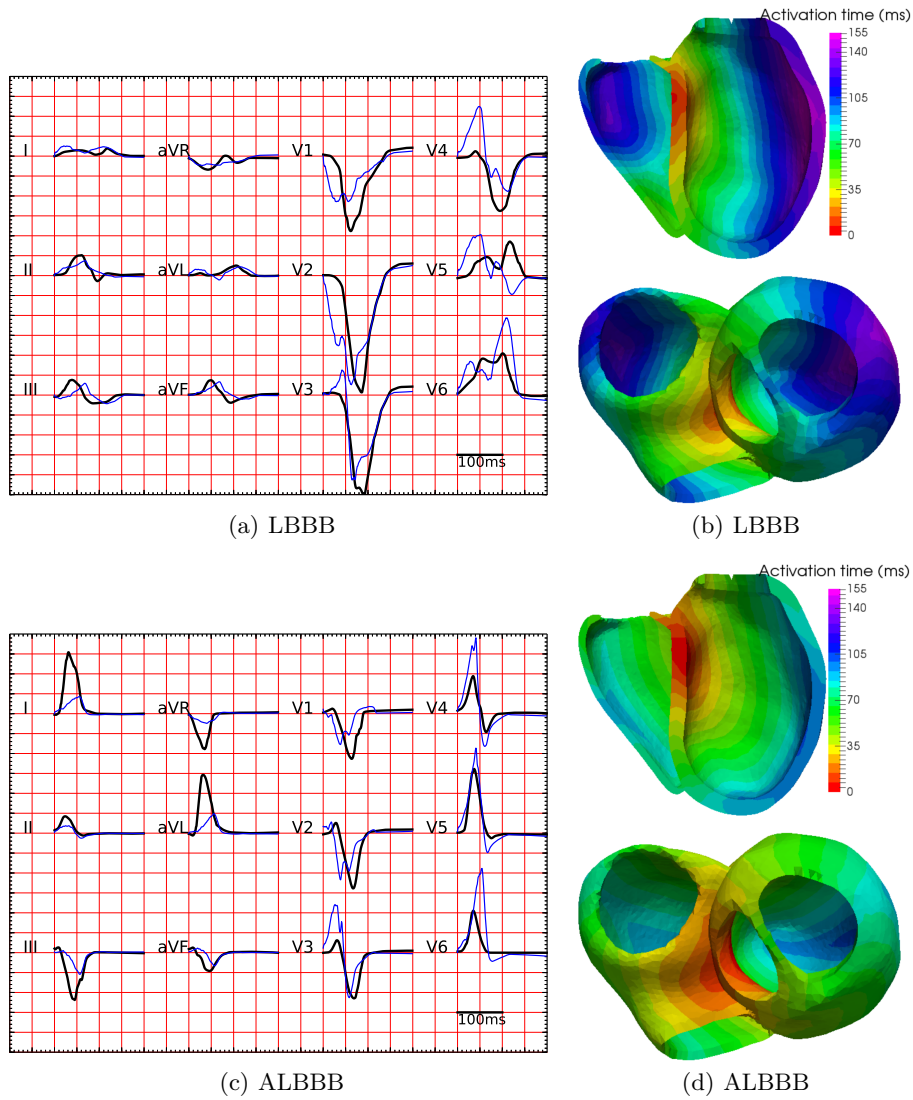 I aVR V1 V4
II aVL V2 V5
III aVF V3 V6
100ms
(a) LBBB
Activation time (ms)
155
140
105
70
35
0
(b) LBBB
I aVR V1 V4
II aVL V2 V5
III aVF V3 V6
100ms
(c) ALBBB
Activation time (ms)
155
140
105
70
35
0
(d) ALBBB